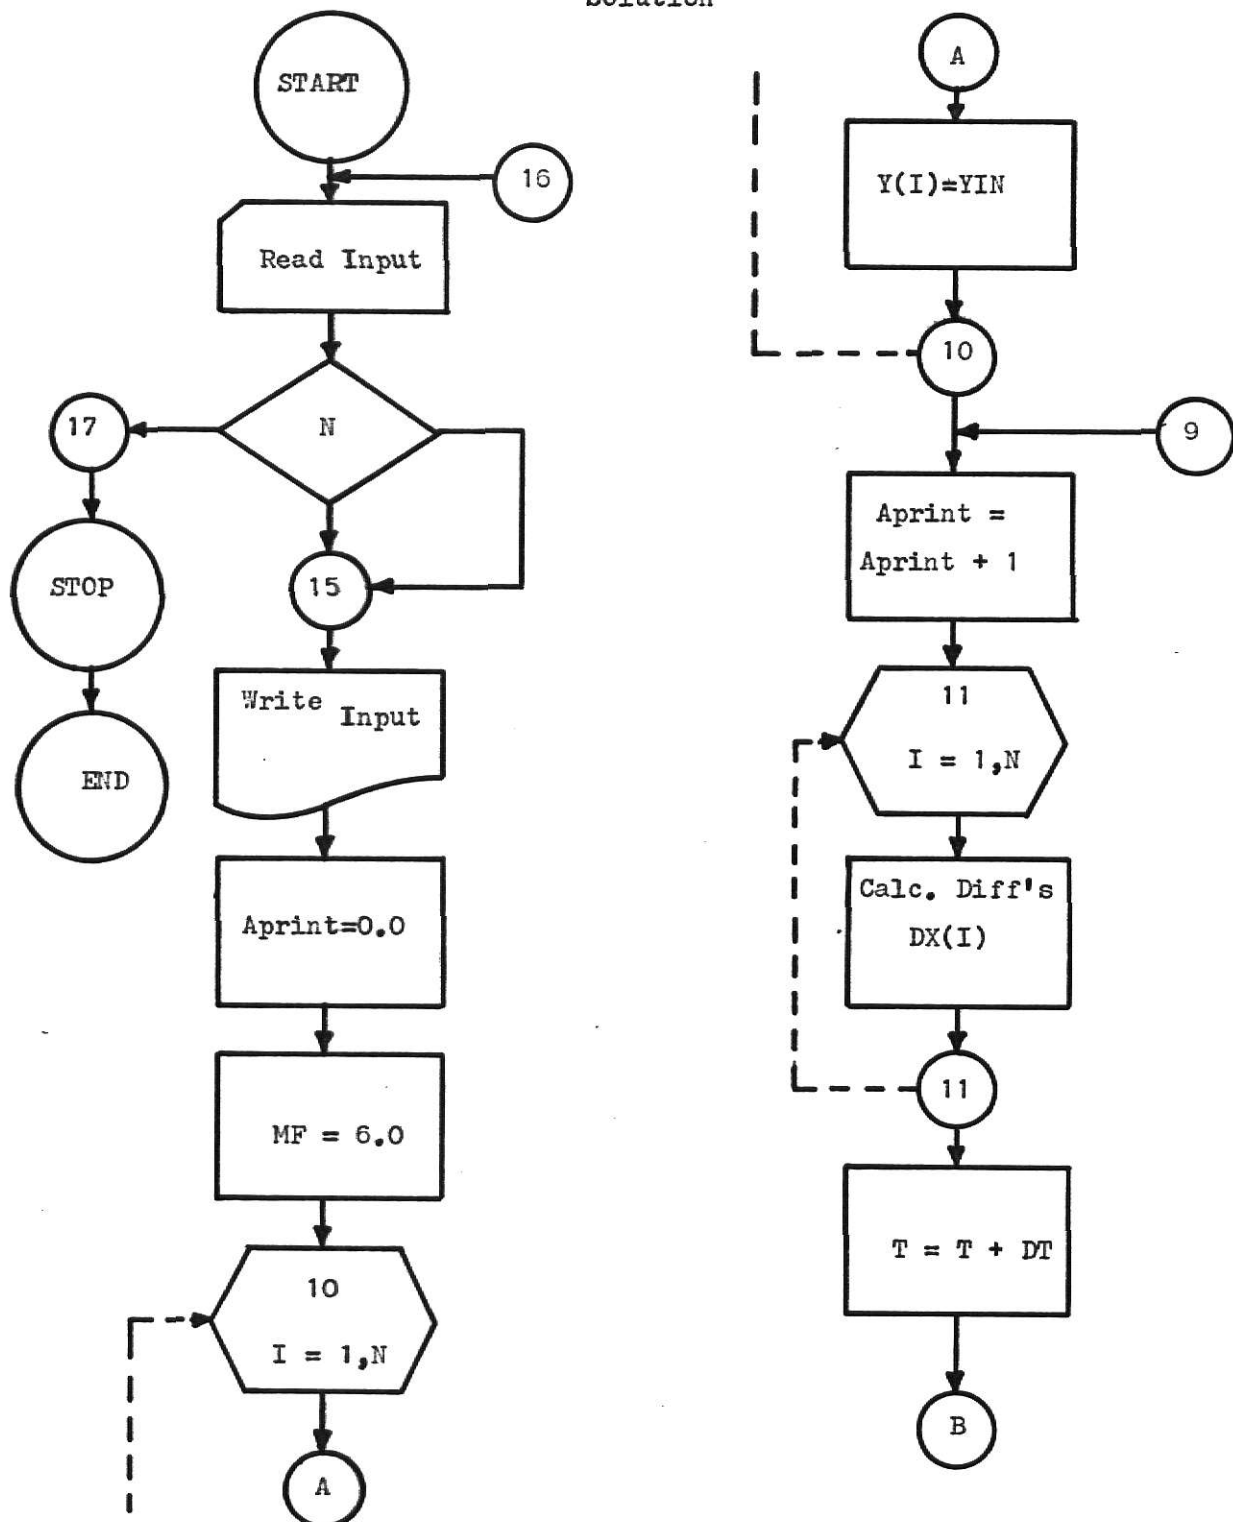 Solution
START
16
Read Input
N
17
STOP
15
END
Write Input
Aprint=0.0
MF = 6.0
10
I = 1,N
A
A
Y(I)=YIN
10
9
Aprint =
Aprint + 1
11
I = 1,N
Calc. Diff's
DX(I)
11
T = T + DT
B